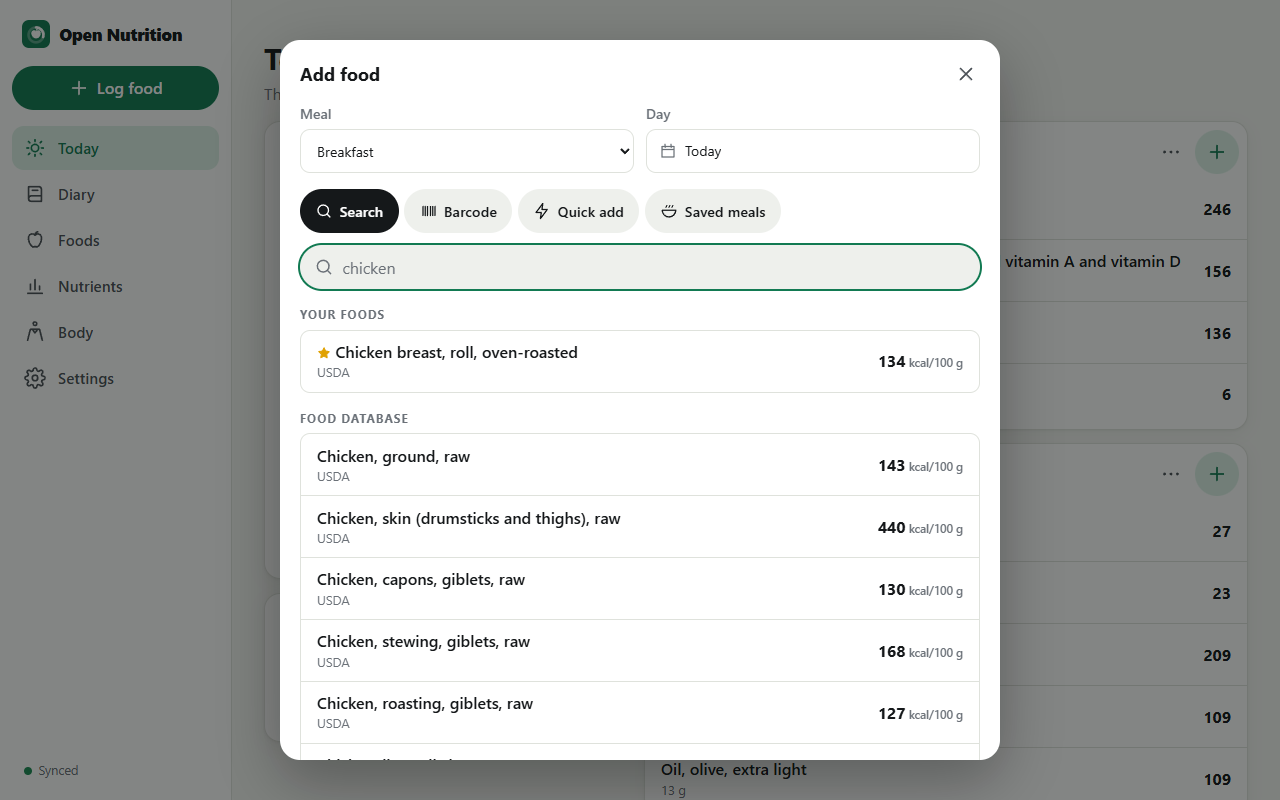 Open Nutrition
Log food
Today
Diary
Foods
Nutrients
Body
Settings
Synced
Add food
Meal
Day
Breakfast
Today
Search
Barcode
Quick add
Saved meals
chicken
YOUR FOODS
Chicken breast, roll, oven-roasted
USDA
134 kcal/100 g
FOOD DATABASE
Chicken, ground, raw
USDA
143 kcal/100 g
Chicken, skin (drumsticks and thighs), raw
USDA
440 kcal/100 g
Chicken, capons, giblets, raw
USDA
130 kcal/100 g
Chicken, stewing, giblets, raw
USDA
168 kcal/100 g
Chicken, roasting, giblets, raw
USDA
127 kcal/100 g
246
vitamin A and vitamin D
156
136
6
27
23
209
109
Oil, olive, extra light
13 g
109